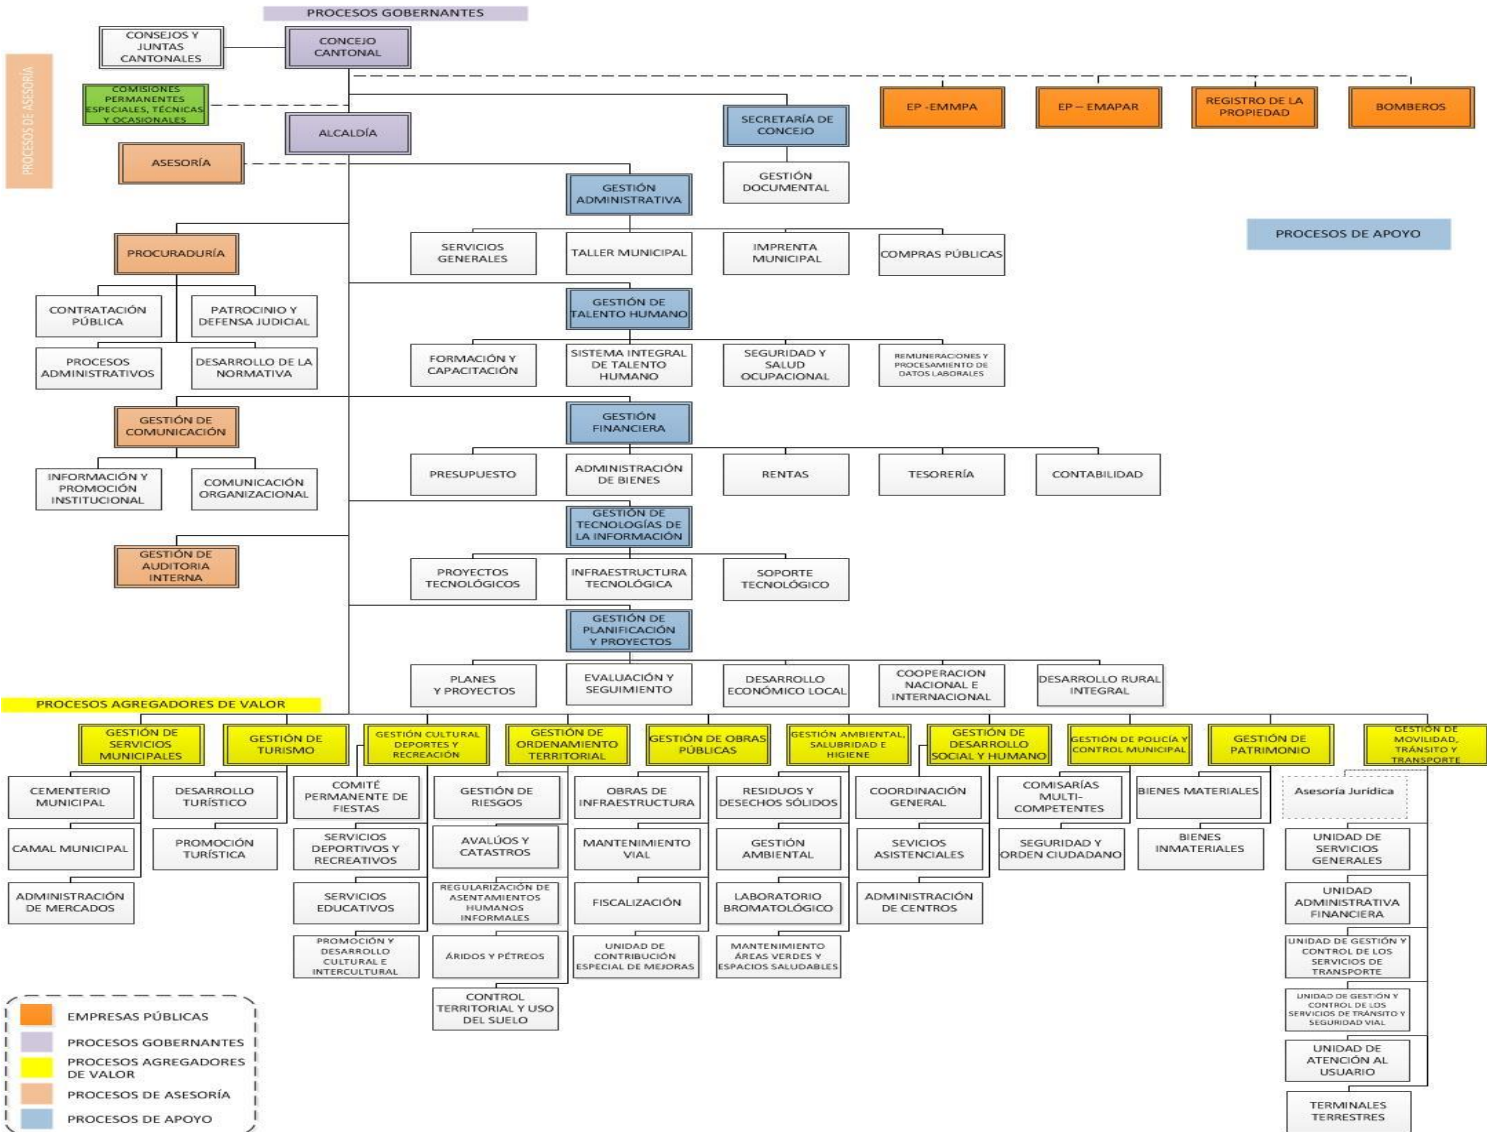 PROCESOS GOBERNANTES
CONSEJOS Y
JUNTAS
CANTONALES
CONCEJO
CANTONAL
PROCESOS DE ASESORÍA
COMISIONES
PERMANENTES
ESPECIALES, TÉCNICAS
Y OCASIONALES
ALCALDÍA
SECRETARÍA DE
CONCEJO
EP -EMMPA
EP – EMAPAR
REGISTRO DE LA
PROPIEDAD
BOMBEROS
ASESORÍA
GESTIÓN
DOCUMENTAL
GESTIÓN
ADMINISTRATIVA
PROCESOS DE APOYO
PROCURADURÍA
SERVICIOS
GENERALES
TALLER MUNICIPAL
IMPRENTA
MUNICIPAL
COMPRAS PÚBLICAS
CONTRATACIÓN
PÚBLICA
PATROCINIO Y
DEFENSA JUDICIAL
GESTIÓN DE
TALENTO HUMANO
PROCESOS
ADMINISTRATIVOS
DESARROLLO DE LA
NORMATIVA
FORMACIÓN Y
CAPACITACIÓN
SISTEMA INTEGRAL
DE TALENTO
HUMANO
SEGURIDAD Y
SALUD
OCUPACIONAL
REMUNERACIONES Y
PROCESAMIENTO DE
DATOS LABORALES
GESTIÓN DE
COMUNICACIÓN
GESTIÓN
FINANCIERA
INFORMACIÓN Y
PROMOCIÓN
INSTITUCIONAL
COMUNICACIÓN
ORGANIZACIONAL
PRESUPUESTO
ADMINISTRACIÓN
DE BIENES
RENTAS
TESORERÍA
CONTABILIDAD
GESTIÓN DE
TECNOLOGÍAS DE
LA INFORMACIÓN
GESTIÓN DE
AUDITORIA
INTERNA
PROYECTOS
TECNOLÓGICOS
INFRAESTRUCTURA
TECNOLÓGICA
SOPORTE
TECNOLÓGICO
GESTIÓN DE
PLANIFICACIÓN
Y PROYECTOS
PLANES
Y PROYECTOS
EVALUACIÓN Y
SEGUIMIENTO
DESARROLLO
ECONÓMICO LOCAL
COOPERACION
NACIONAL E
INTERNACIONAL
DESARROLLO RURAL
INTEGRAL
PROCESOS AGREGADORES DE VALOR
GESTIÓN DE
SERVICIOS
MUNICIPALES
GESTIÓN DE
TURISMO
GESTIÓN CULTURAL
DEPORTES Y
RECREACIÓN
GESTIÓN DE
ORDENAMIENTO
TERRITORIAL
GESTIÓN DE OBRAS
PÚBLICAS
GESTIÓN AMBIENTAL,
SALUBRIDAD E
HIGIENE
GESTIÓN DE
DESARROLLO
SOCIAL Y HUMANO
GESTIÓN DE POLICÍA Y
CONTROL MUNICIPAL
GESTIÓN DE
PATRIMONIO
GESTIÓN DE
MOVILIDAD,
TRÁNSITO Y
TRANSPORTE
CEMENTERIO
MUNICIPAL
DESARROLLO
TURÍSTICO
COMITÉ
PERMANENTE DE
FIESTAS
GESTIÓN DE
RIESGOS
OBRAS DE
INFRAESTRUCTURA
RESIDUOS Y
DESECHOS SÓLIDOS
COORDINACIÓN
GENERAL
COMISARÍAS
MULTI-
COMPETENTES
BIENES MATERIALES
Asesoría Jurídica
CAMAL MUNICIPAL
PROMOCIÓN
TURÍSTICA
SERVICIOS
DEPORTIVOS Y
RECREATIVOS
AVALÚOS Y
CATASTROS
MANTENIMIENTO
VIAL
GESTIÓN
AMBIENTAL
SEVICIOS
ASISTENCIALES
SEGURIDAD Y
ORDEN CIUDADANO
BIENES
INMATERIALES
UNIDAD DE
SERVICIOS
GENERALES
ADMINISTRACIÓN
DE MERCADOS
SERVICIOS
EDUCATIVOS
REGULARIZACIÓN DE
ASENTAMIENTOS
HUMANOS
INFORMALES
FISCALIZACIÓN
LABORATORIO
BROMATOLÓGICO
ADMINISTRACIÓN
DE CENTROS
UNIDAD
ADMINISTRATIVA
FINANCIERA
PROMOCIÓN Y
DESARROLLO
CULTURAL E
INTERCULTURAL
ÁRIDOS Y PÉTREOS
UNIDAD DE
CONTRIBUCIÓN
ESPECIAL DE MEJORAS
MANTENIMIENTO
ÁREAS VERDES Y
ESPACIOS SALUDABLES
UNIDAD DE GESTIÓN Y
CONTROL DE LOS
SERVICIOS DE
TRANSPORTE
CONTROL
TERRITORIAL Y USO
DEL SUELO
UNIDAD DE GESTIÓN Y
CONTROL DE LOS
SERVICIOS DE TRÁNSITO Y
SEGURIDAD VIAL
UNIDAD DE
ATENCIÓN AL
USUARIO
TERMINALES
TERRESTRES
EMPRESAS PÚBLICAS
PROCESOS GOBERNANTES
PROCESOS AGREGADORES
DE VALOR
PROCESOS DE ASESORÍA
PROCESOS DE APOYO